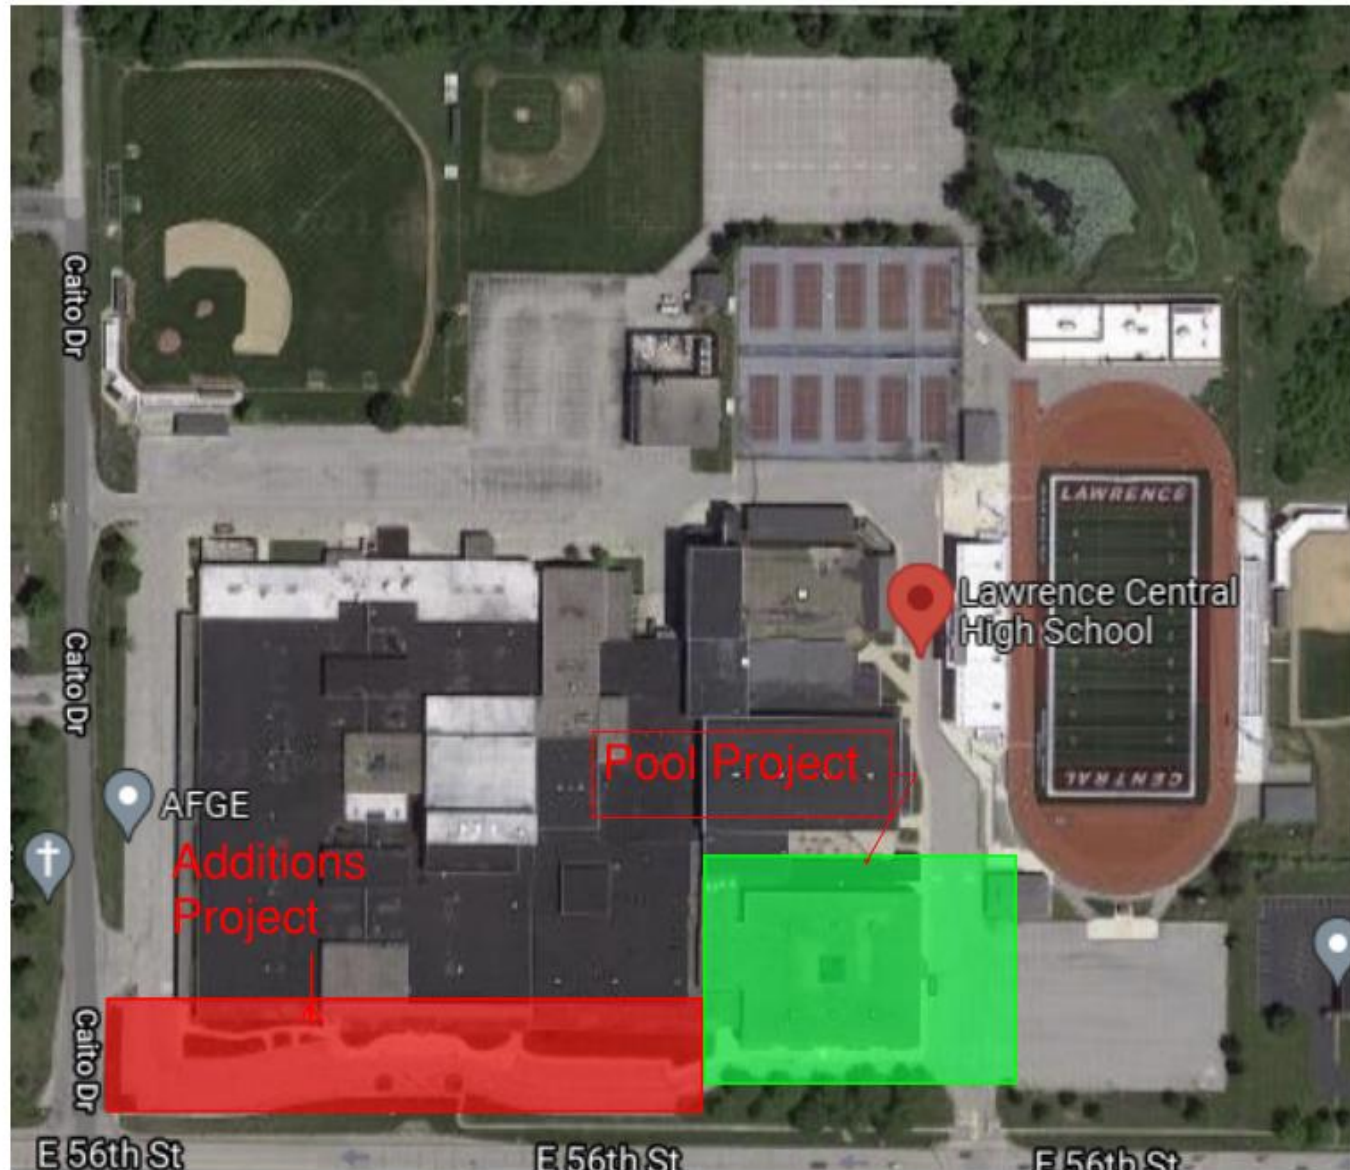 Caito Dr
LAWRENCE
Lawrence Central
High School
Caito Dr
Pool Project
CENTRAL
AFGE
Additions
Project
Caito Dr
E 56th St
E 56th St
E 56th St